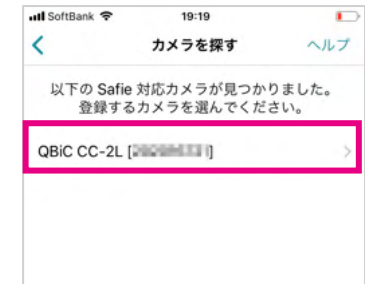 SoftBank 19:19
カメラを探す ヘルプ
以下の Safie 対応カメラが見つかりました。
登録するカメラを選んでください。
QBiC CC-2L [ ]